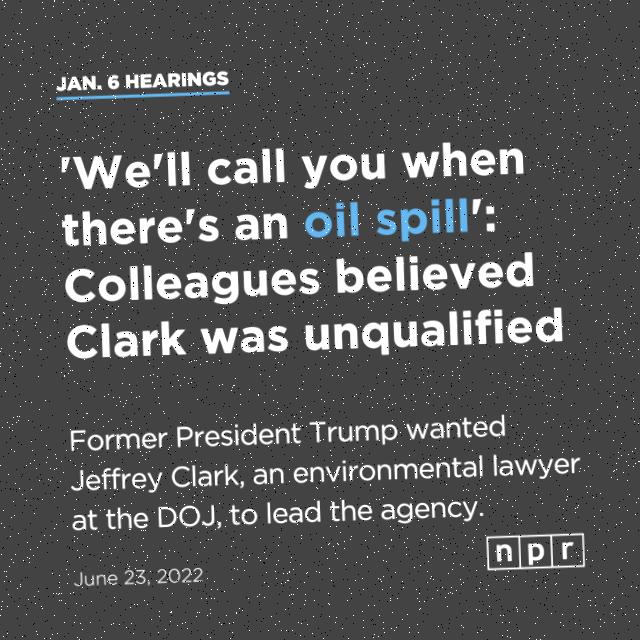 JAN. 6 HEARINGS
'We'll call you when
there's an oil spill':
Colleagues believed
Clark was unqualified
Former President Trump wanted
Jeffrey Clark, an environmental lawyer
at the DOJ, to lead the agency.
npr
June 23, 2022